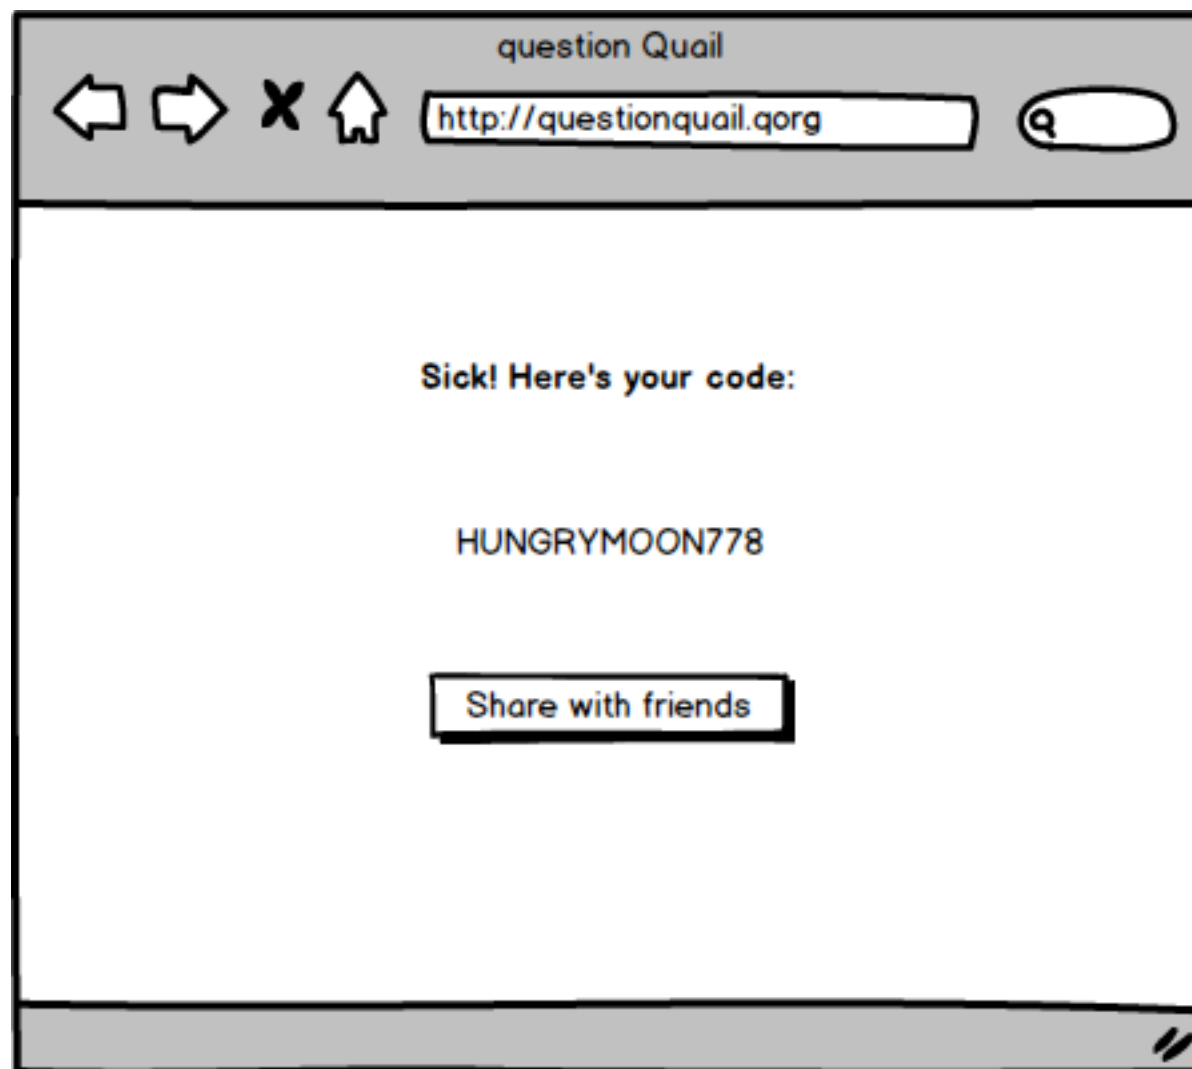 question Quail
http://questionquail.qorg
Sick! Here's your code:
HUNGRYMOON778
Share with friends